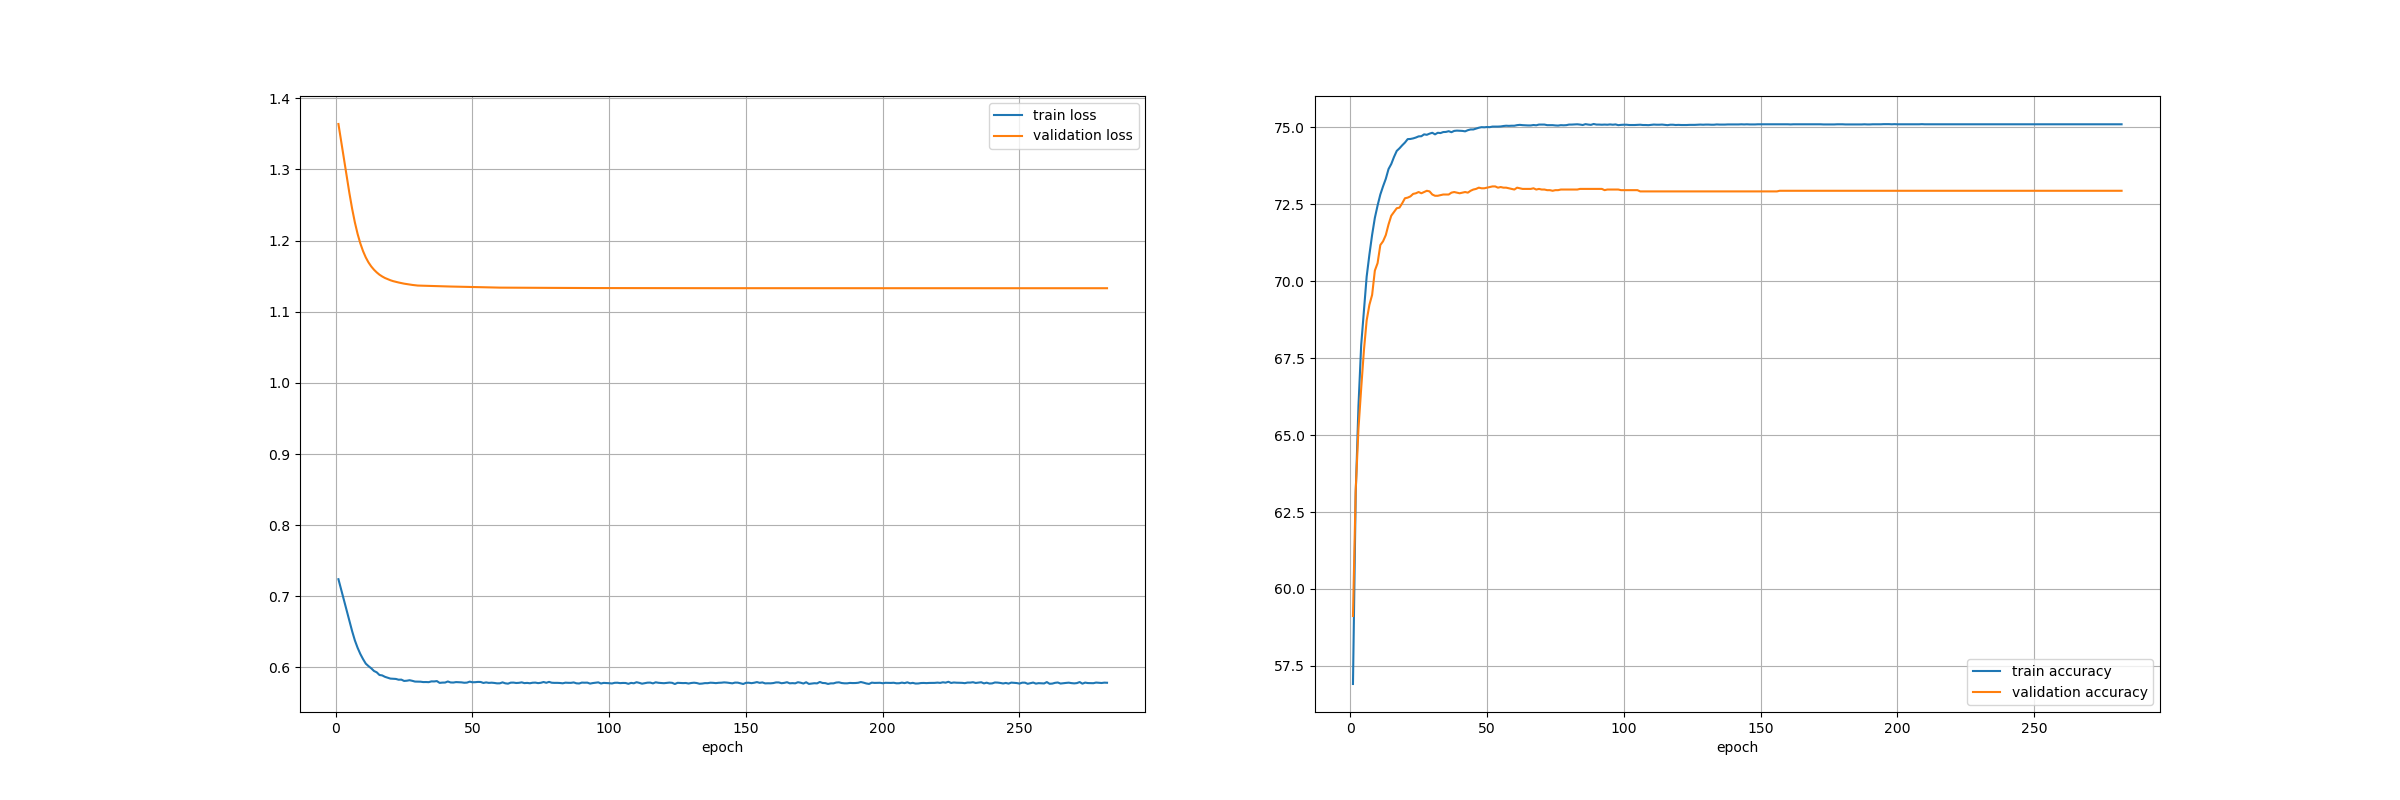 1.4
1.3
1.2
1.1
1.0
0.9
0.8
0.7
0.6
0 50 100 150 200 250
epoch
train loss
validation loss
75.0
72.5
70.0
67.5
65.0
62.5
60.0
57.5
0 50 100 150 200 250
epoch
train accuracy
validation accuracy